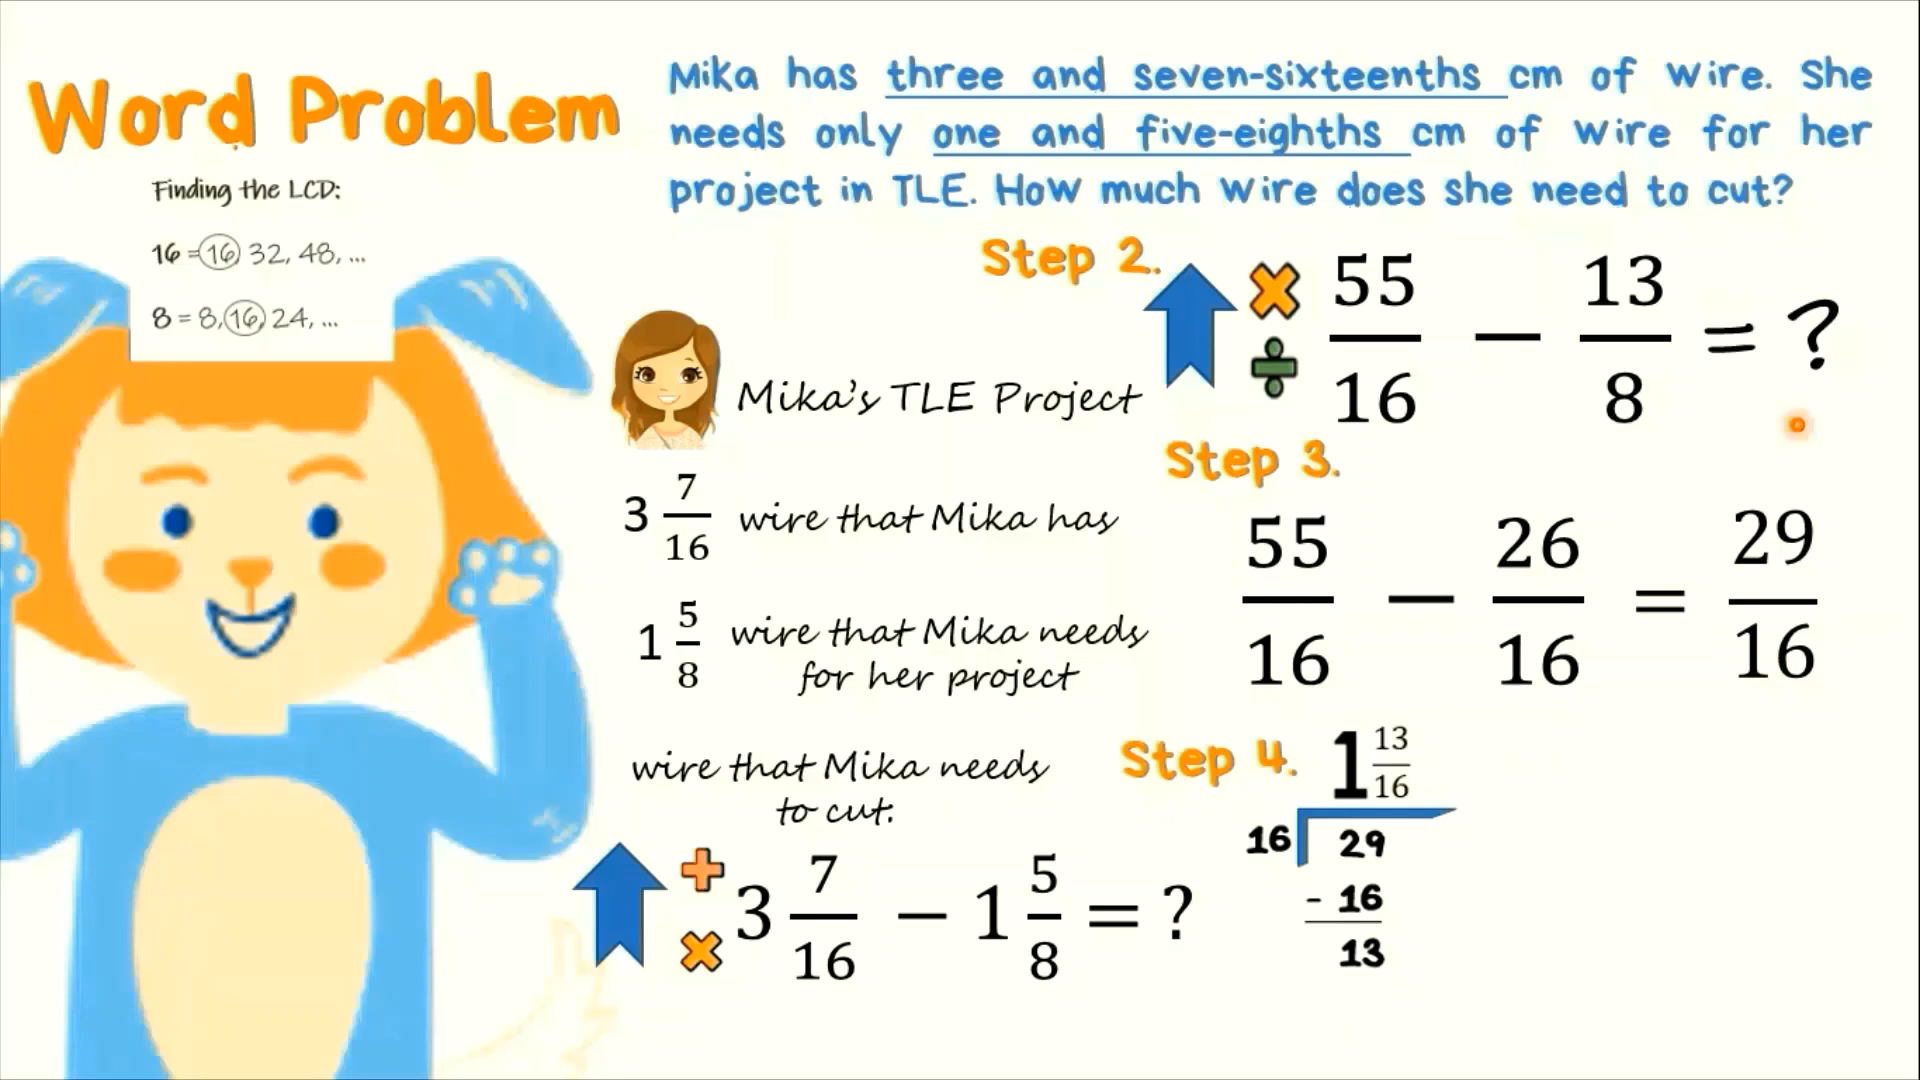 Word Problem
Mika has three and seven-sixteenths cm of wire. She
needs only one and five-eighths cm of wire for her
project in TLE. How much wire does she need to cut?
Finding the LCD:
16 = 16, 32, 48, ...
8 = 8, 16, 24, ...
Mika's TLE Project
3 7/16 wire that Mika has
1 5/8 wire that Mika needs
for her project
wire that Mika needs
to cut:
+ × 3 7/16 − 1 5/8 = ?
Step 2.
× ÷ 55/16 − 13/8 = ?
Step 3.
55/16 − 26/16 = 29/16
Step 4. 1 13/16
16 29
- 16
13